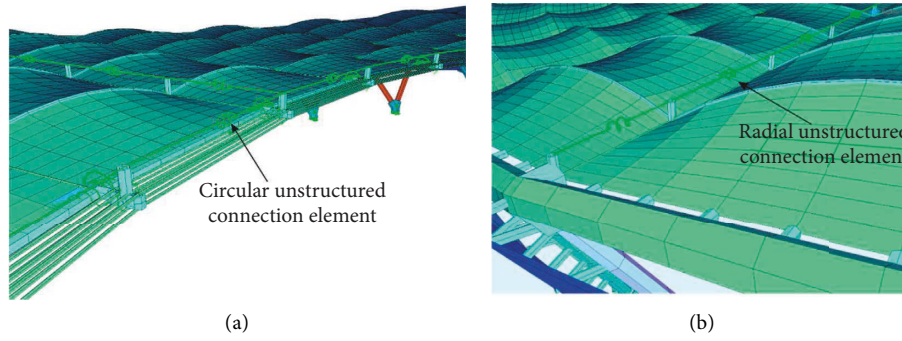 Circular unstructured
connection element
Radial unstructured
connection elemen
(a)
(b)